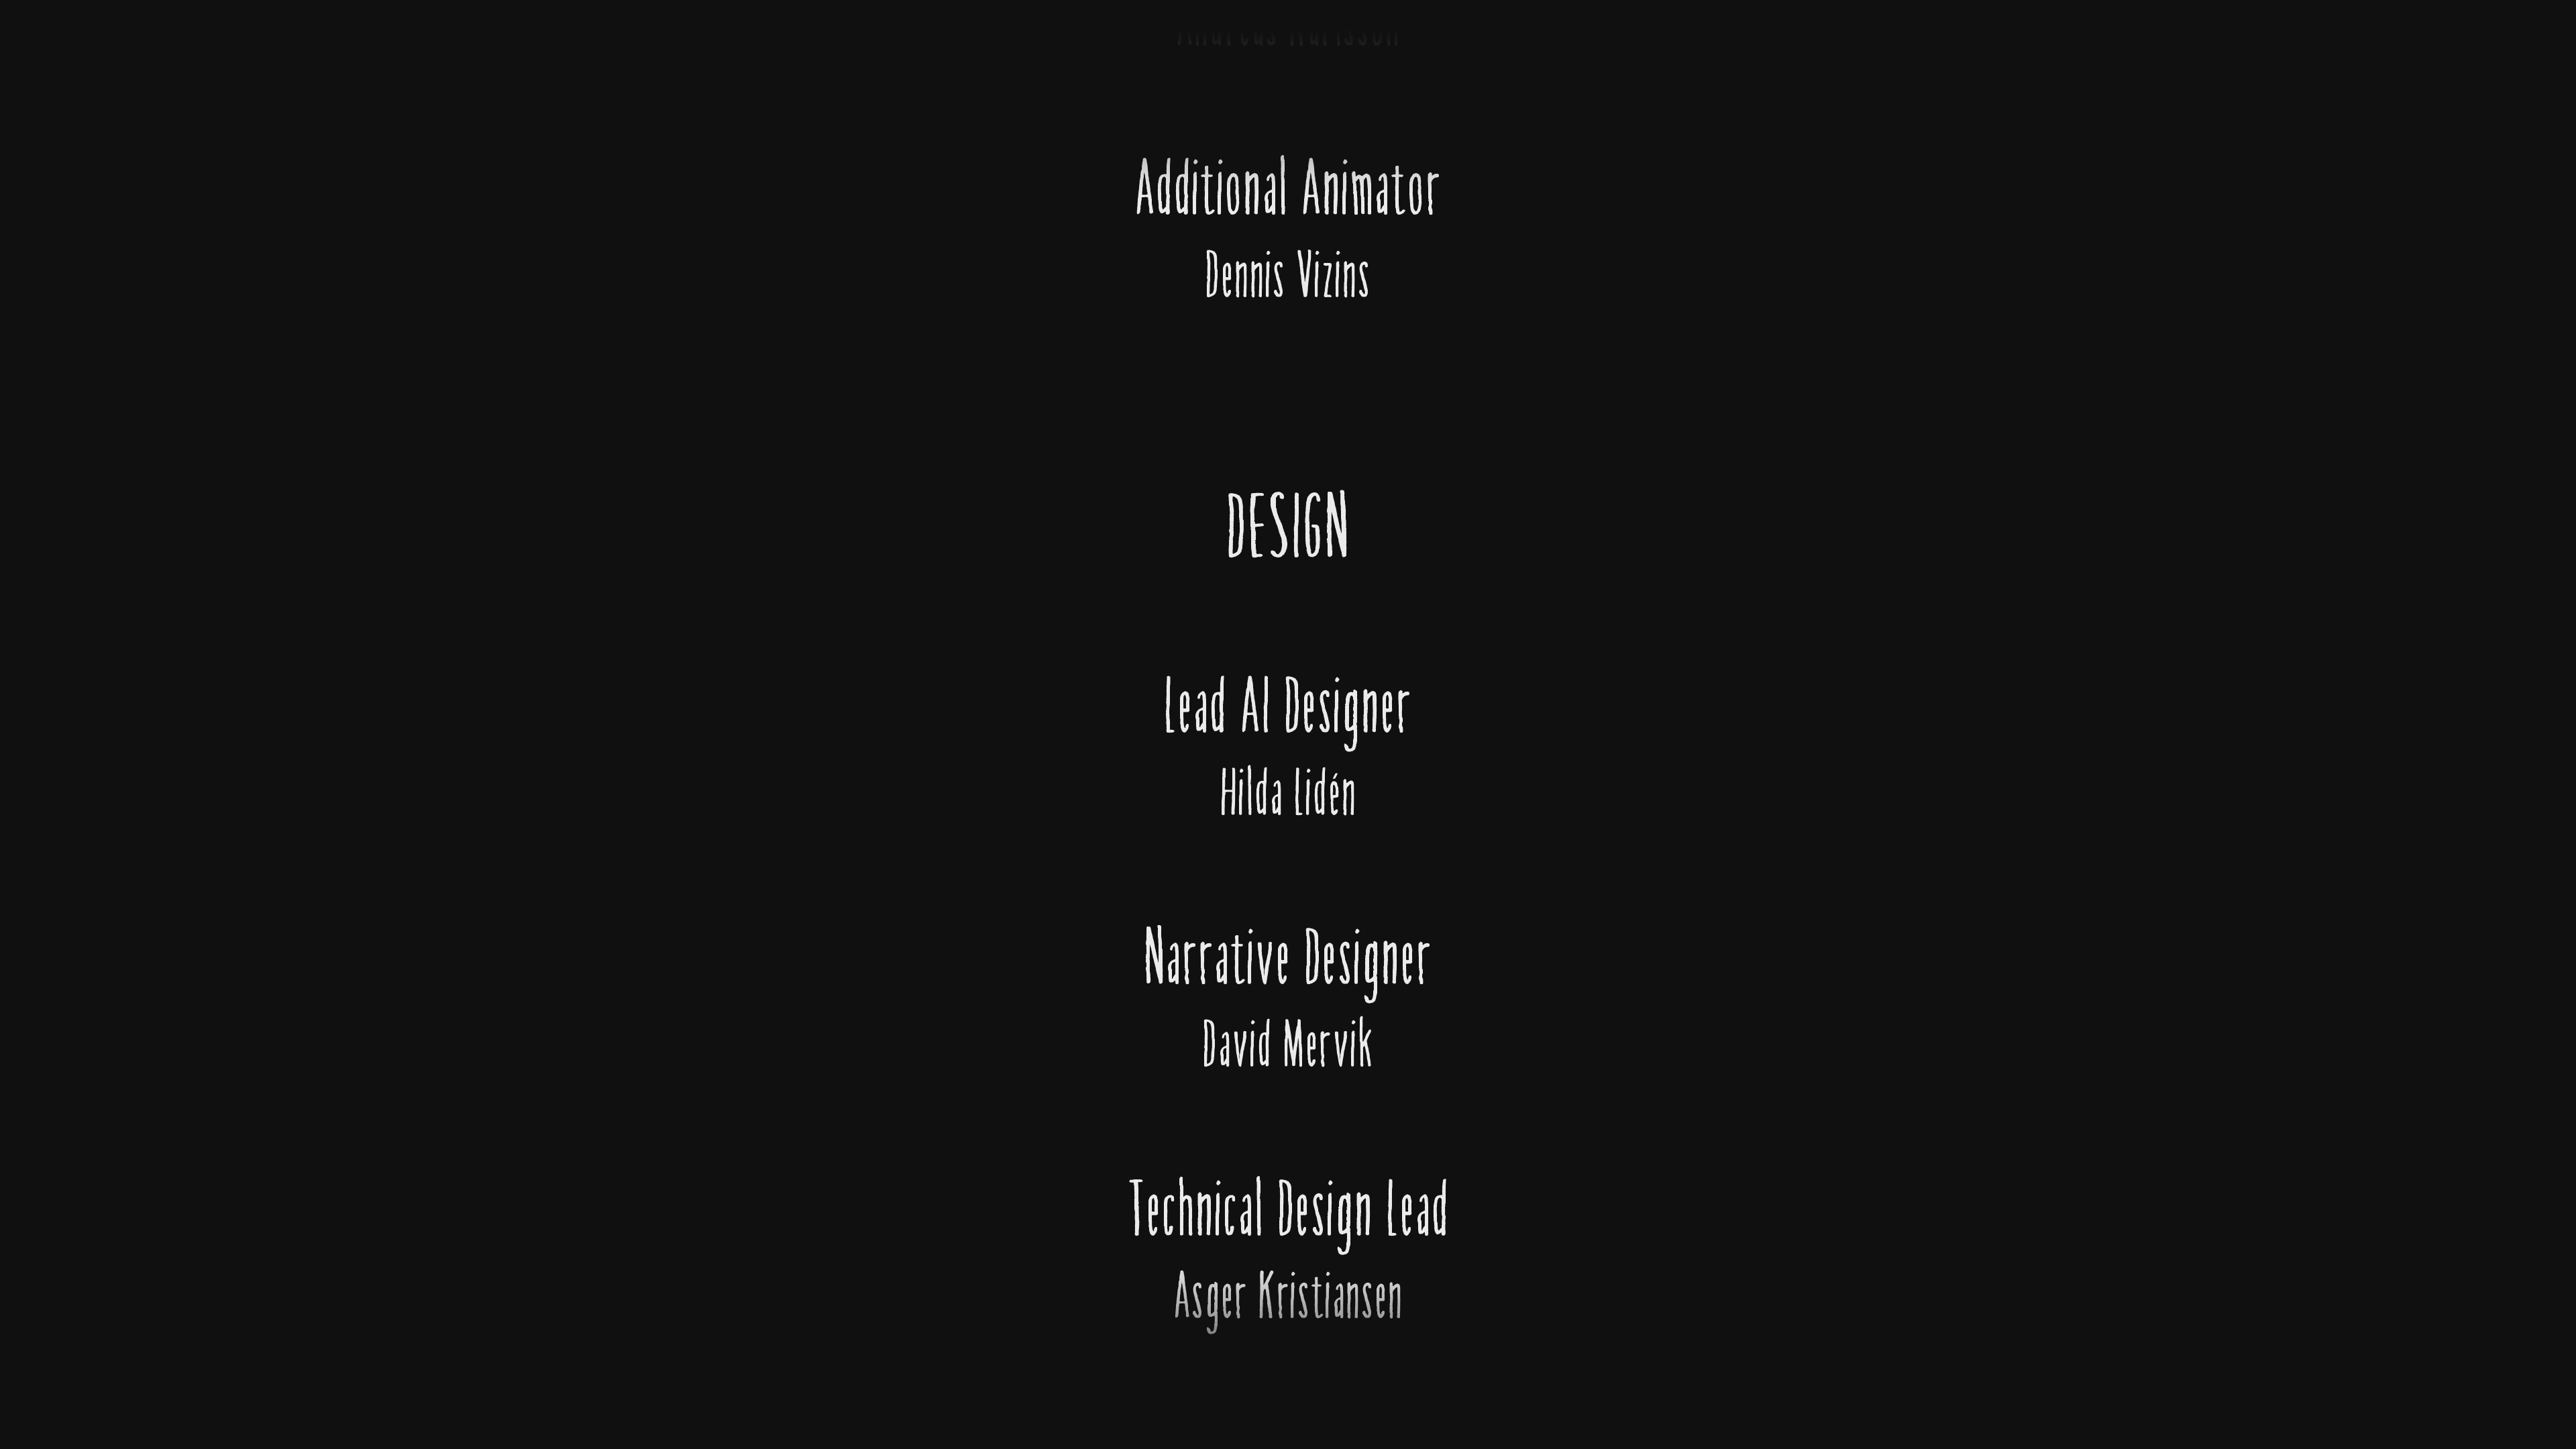 Additional Animator
Dennis Vizins
DESIGN
Lead AI Designer
Hilda Lidén
Narrative Designer
David Mervik
Technical Design Lead
Asger Kristiansen